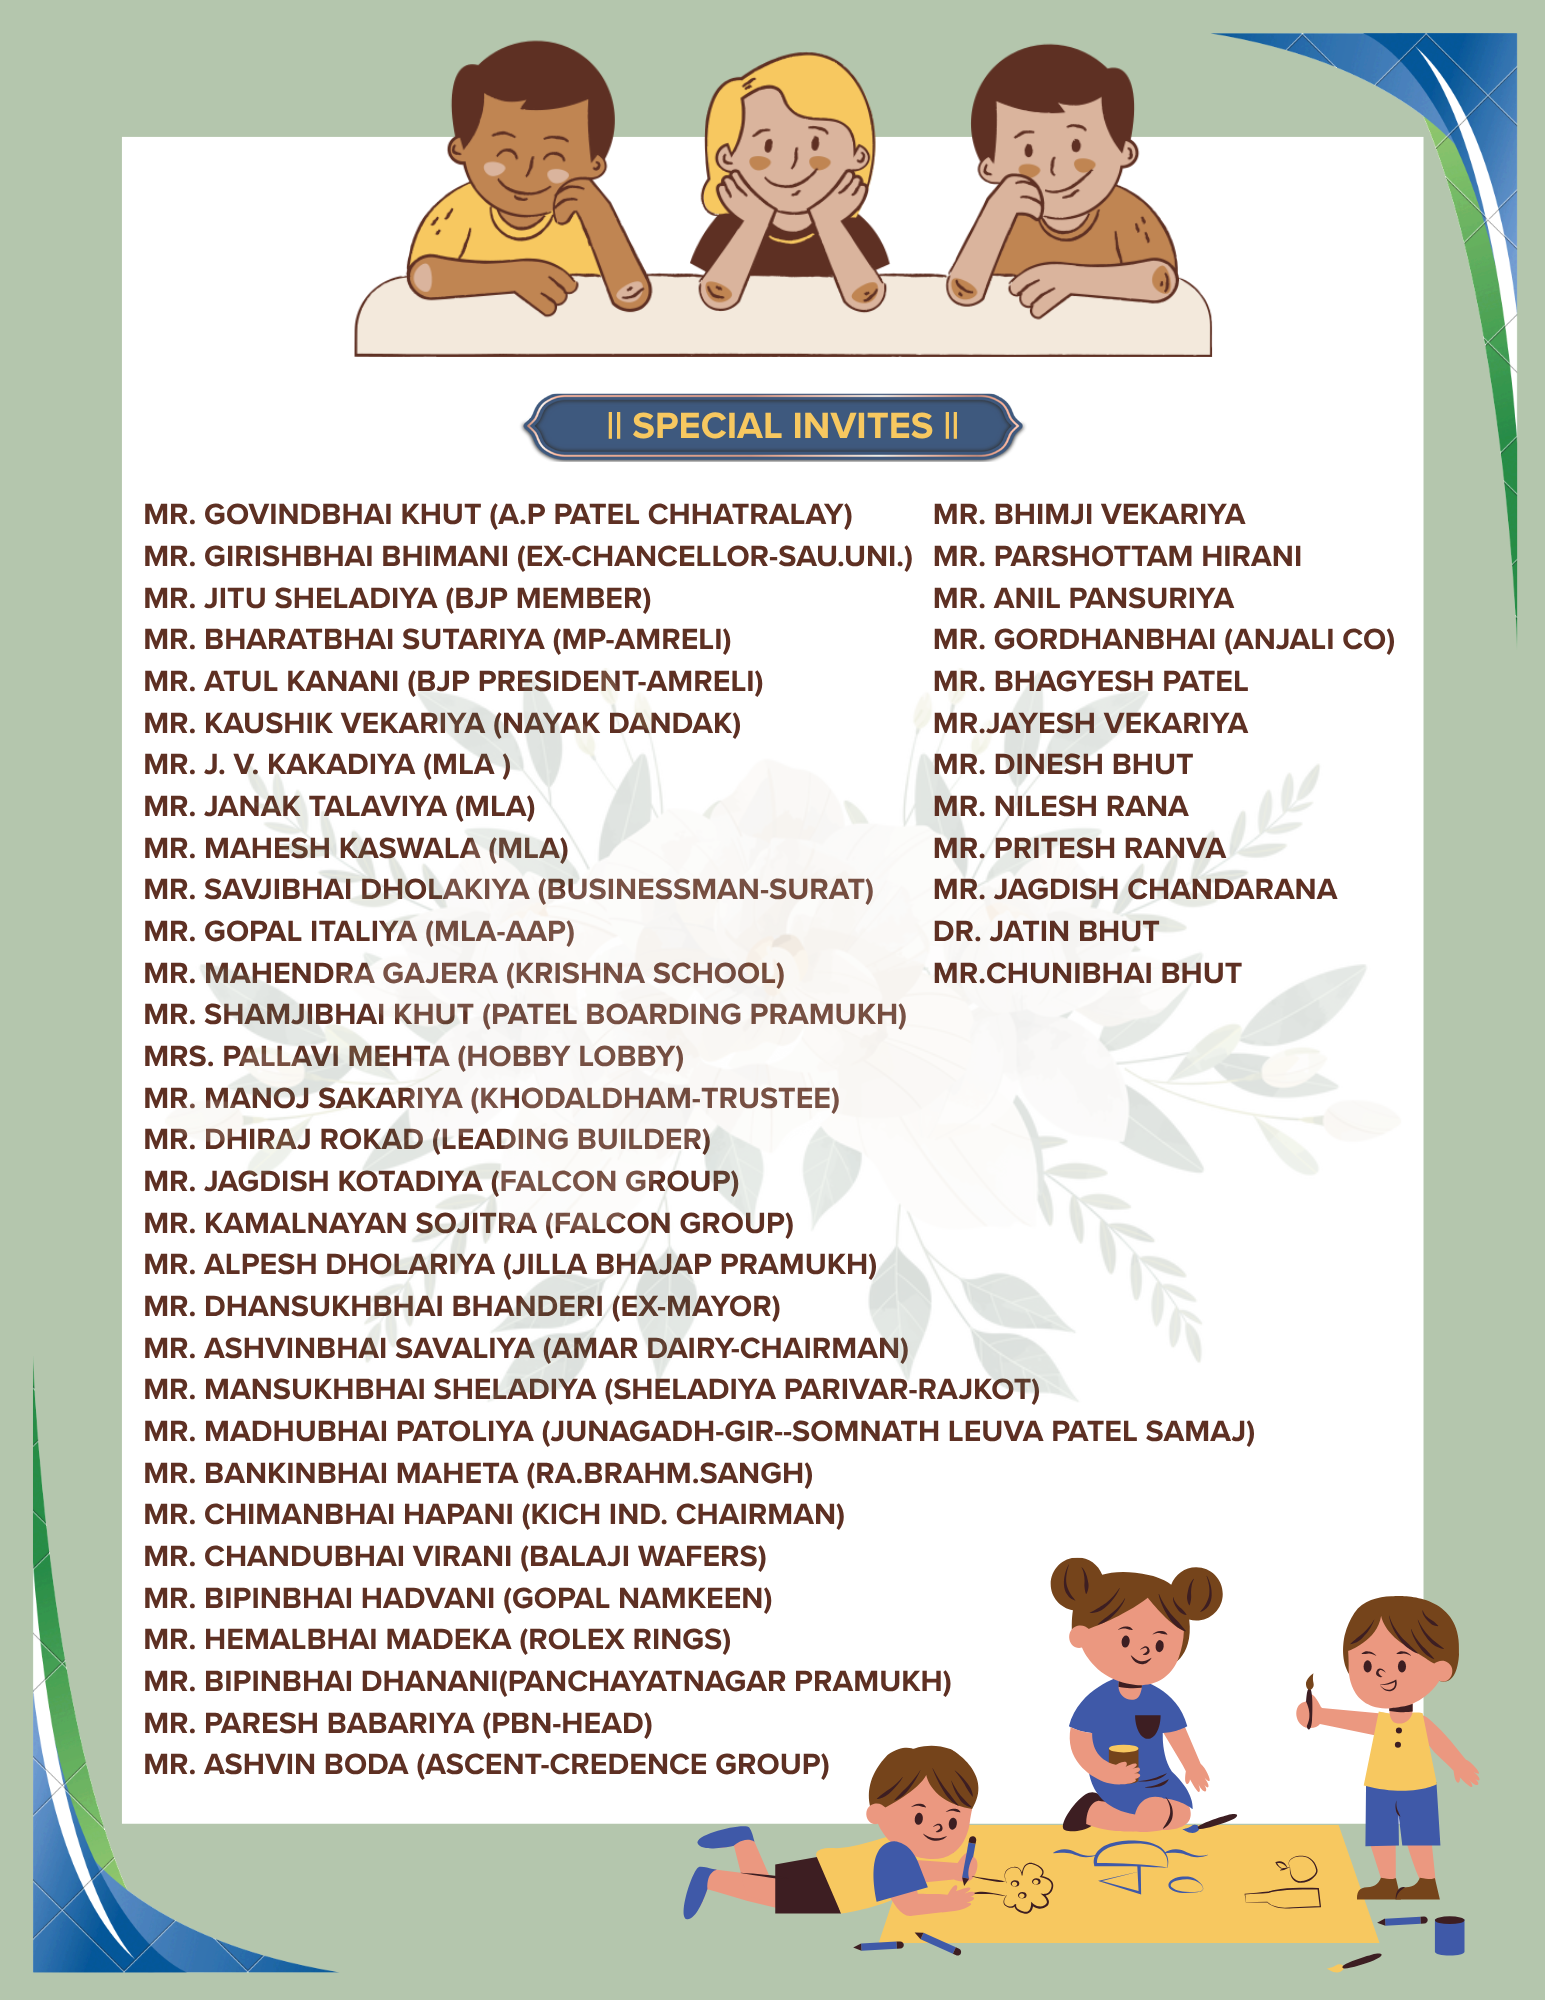 || SPECIAL INVITES ||
MR. GOVINDBHAI KHUT (A.P PATEL CHHATRALAY)
MR. GIRISHBHAI BHIMANI (EX-CHANCELLOR-SAU.UNI.)
MR. JITU SHELADIYA (BJP MEMBER)
MR. BHARATBHAI SUTARIYA (MP-AMRELI)
MR. ATUL KANANI (BJP PRESIDENT-AMRELI)
MR. KAUSHIK VEKARIYA (NAYAK DANDAK)
MR. J. V. KAKADIYA (MLA )
MR. JANAK TALAVIYA (MLA)
MR. MAHESH KASWALA (MLA)
MR. SAVJIBHAI DHOLAKIYA (BUSINESSMAN-SURAT)
MR. GOPAL ITALIYA (MLA-AAP)
MR. MAHENDRA GAJERA (KRISHNA SCHOOL)
MR. SHAMJIBHAI KHUT (PATEL BOARDING PRAMUKH)
MRS. PALLAVI MEHTA (HOBBY LOBBY)
MR. MANOJ SAKARIYA (KHODALDHAM-TRUSTEE)
MR. DHIRAJ ROKAD (LEADING BUILDER)
MR. JAGDISH KOTADIYA (FALCON GROUP)
MR. KAMALNAYAN SOJITRA (FALCON GROUP)
MR. ALPESH DHOLARIYA (JILLA BHAJAP PRAMUKH)
MR. DHANSUKHBHAI BHANDERI (EX-MAYOR)
MR. ASHVINBHAI SAVALIYA (AMAR DAIRY-CHAIRMAN)
MR. MANSUKHBHAI SHELADIYA (SHELADIYA PARIVAR-RAJKOT)
MR. MADHUBHAI PATOLIYA (JUNAGADH-GIR--SOMNATH LEUVA PATEL SAMAJ)
MR. BANKINBHAI MAHETA (RA.BRAHM.SANGH)
MR. CHIMANBHAI HAPANI (KICH IND. CHAIRMAN)
MR. CHANDUBHAI VIRANI (BALAJI WAFERS)
MR. BIPINBHAI HADVANI (GOPAL NAMKEEN)
MR. HEMALBHAI MADEKA (ROLEX RINGS)
MR. BIPINBHAI DHANANI(PANCHAYATNAGAR PRAMUKH)
MR. PARESH BABARIYA (PBN-HEAD)
MR. ASHVIN BODA (ASCENT-CREDENCE GROUP)
MR. BHIMJI VEKARIYA
MR. PARSHOTTAM HIRANI
MR. ANIL PANSURIYA
MR. GORDHANBHAI (ANJALI CO)
MR. BHAGYESH PATEL
MR.JAYESH VEKARIYA
MR. DINESH BHUT
MR. NILESH RANA
MR. PRITESH RANVA
MR. JAGDISH CHANDARANA
DR. JATIN BHUT
MR.CHUNIBHAI BHUT